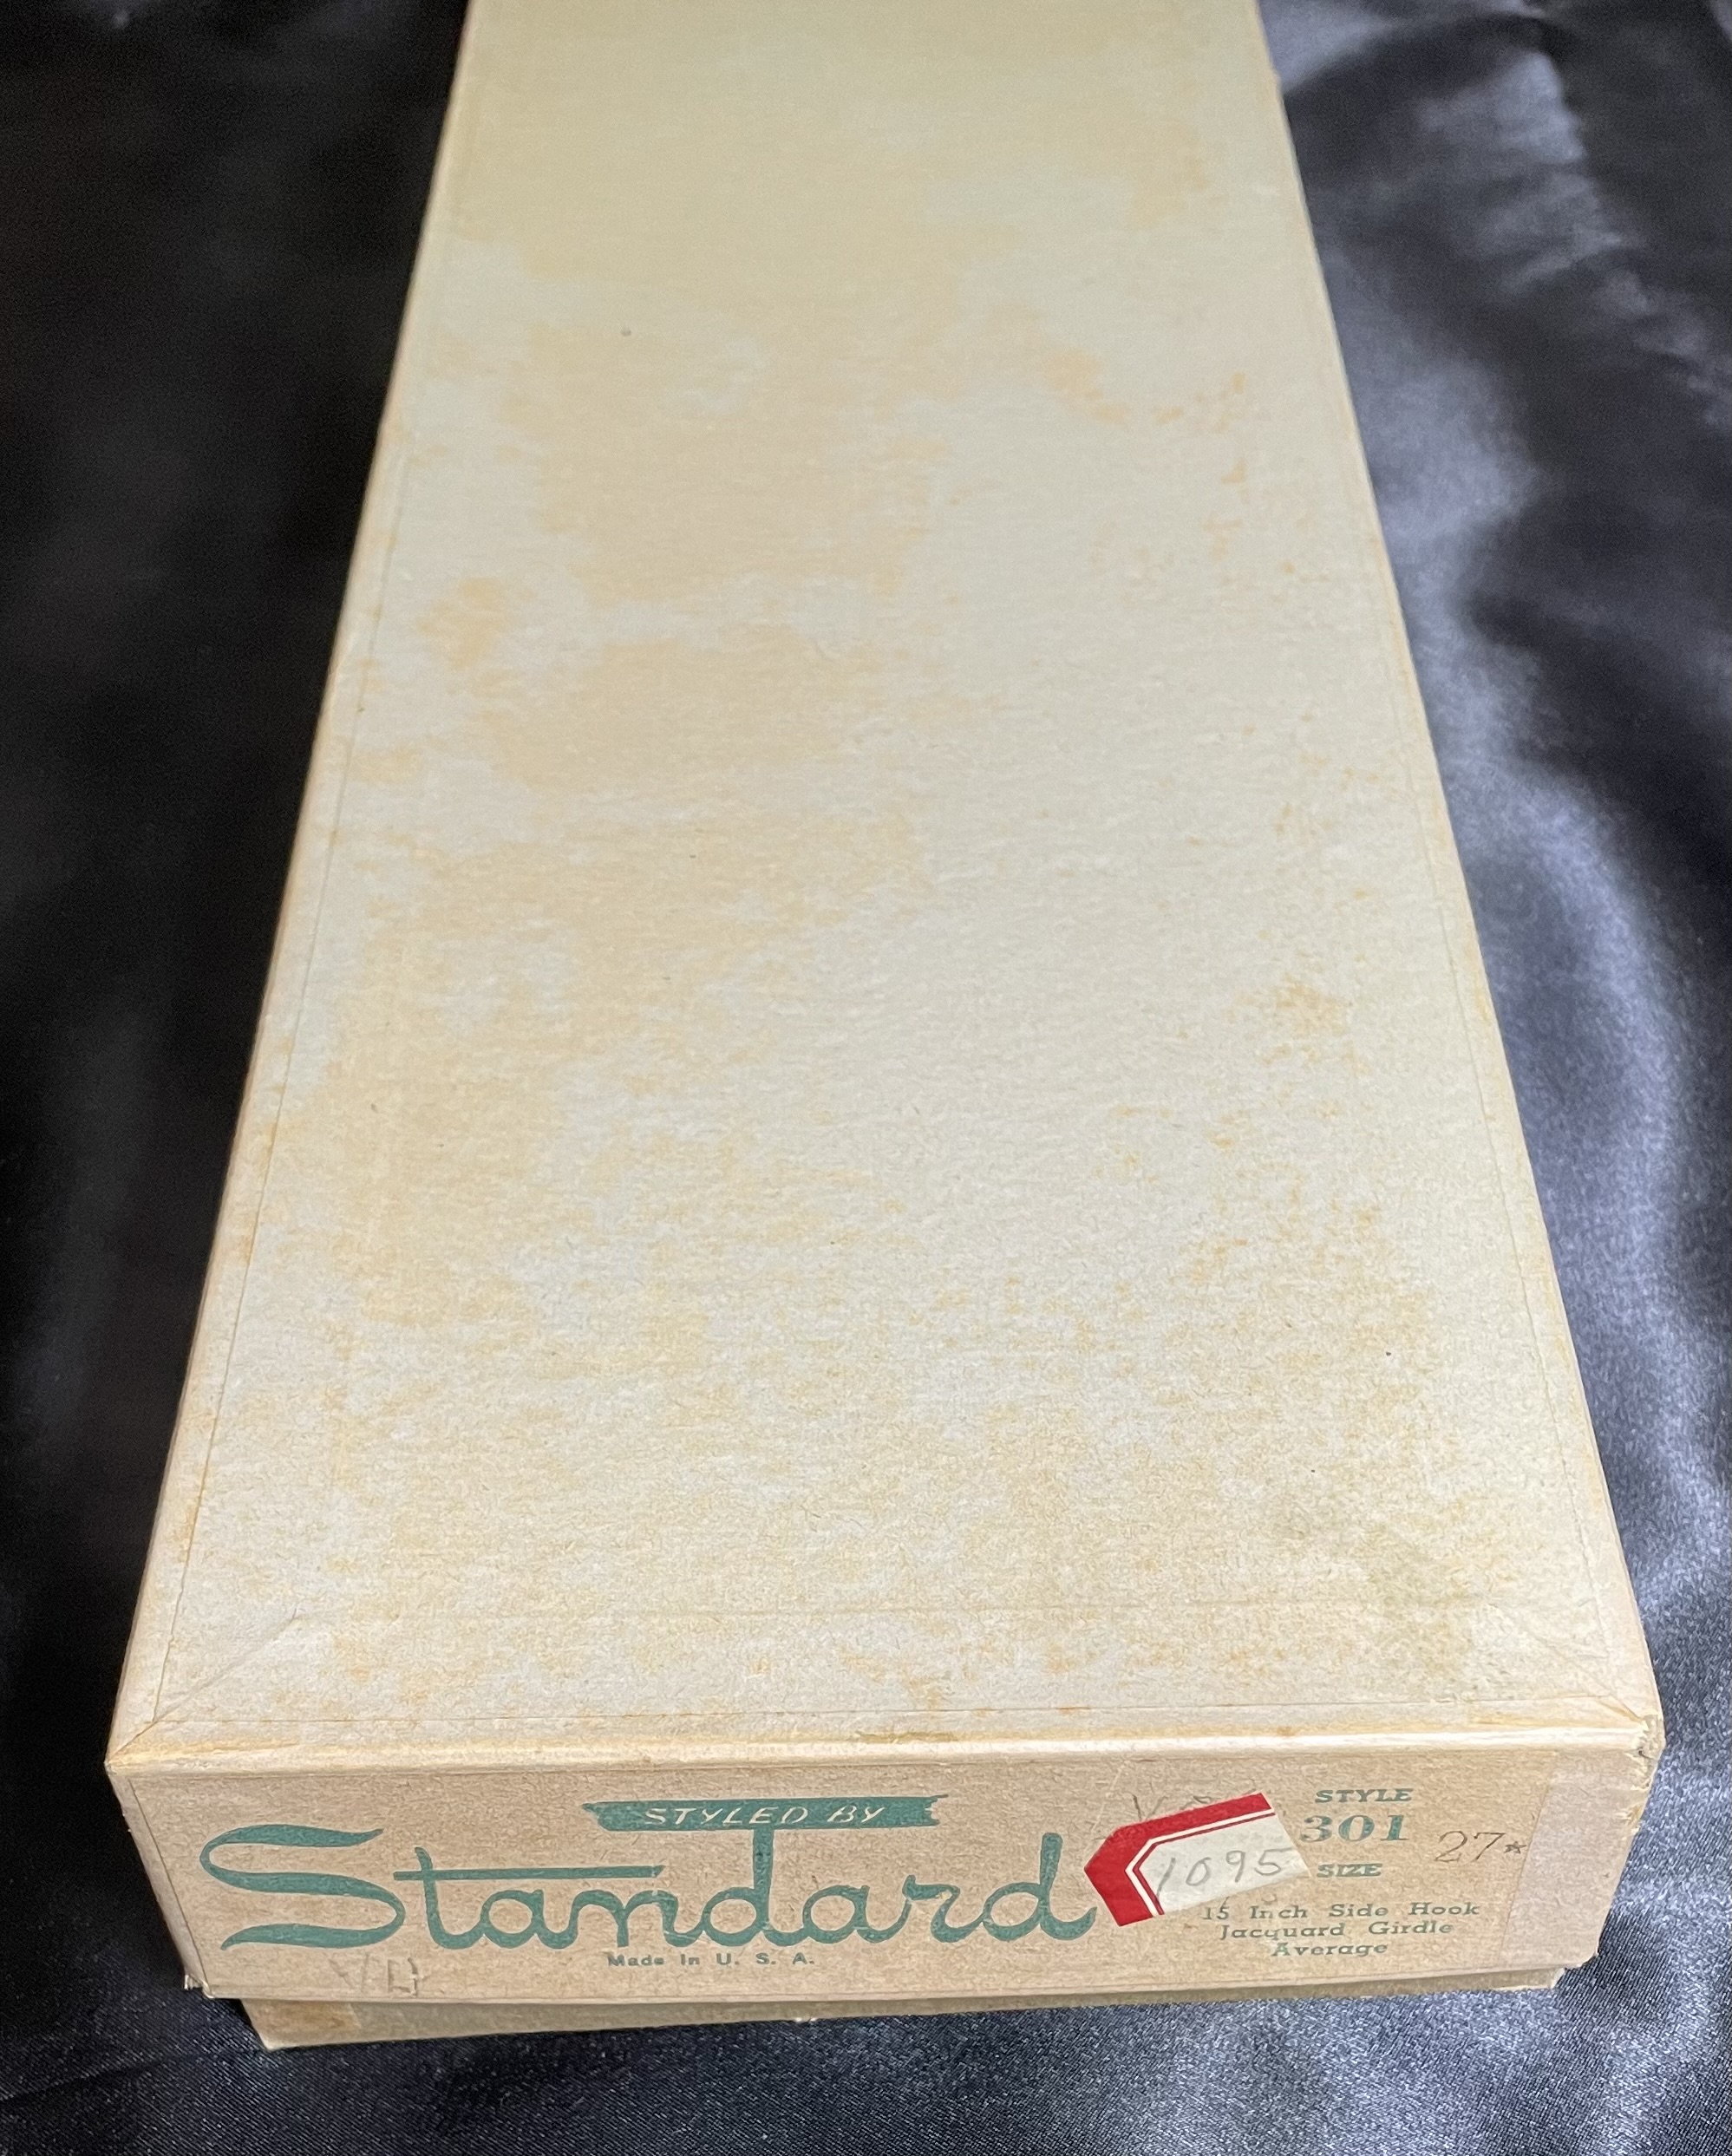 STYLED BY
Standard
Made In U. S. A.
1095
STYLE
301
27*
SIZE
15 Inch Side Hook
Jacquard Girdle
Average